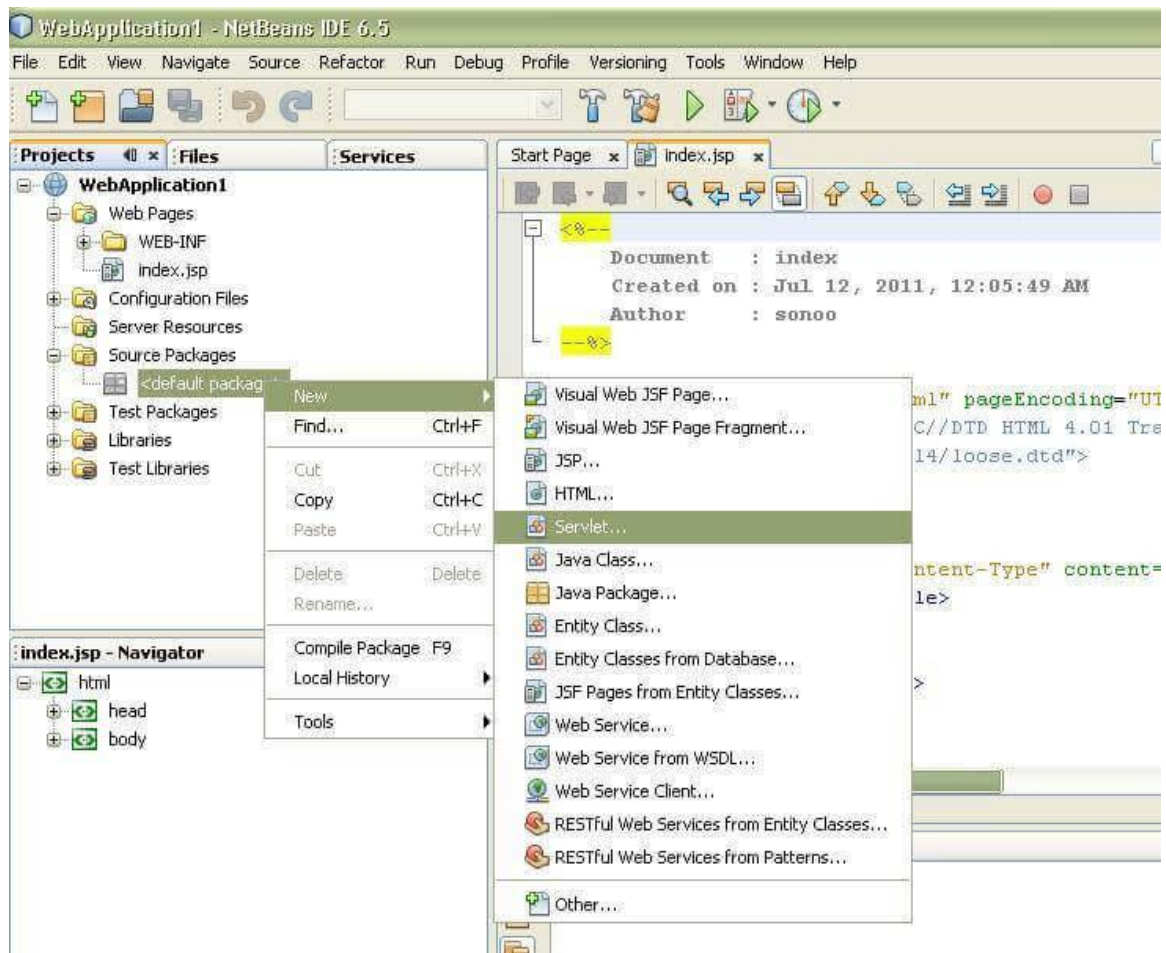 WebApplication1 - NetBeans IDE 6.5
File Edit View Navigate Source Refactor Run Debug Profile Versioning Tools Window Help
Projects Files Services
WebApplication1
Web Pages
WEB-INF
index.jsp
Configuration Files
Server Resources
Source Packages
<default packag
Test Packages
Libraries
Test Libraries
index.jsp - Navigator
html
head
body
New
Find... Ctrl+F
Cut Ctrl+X
Copy Ctrl+C
Paste Ctrl+V
Delete Delete
Rename...
Compile Package F9
Local History
Tools
Visual Web JSF Page...
Visual Web JSF Page Fragment...
JSP...
HTML...
Servlet...
Java Class...
Java Package...
Entity Class...
Entity Classes from Database...
JSF Pages from Entity Classes...
Web Service...
Web Service from WSDL...
Web Service Client...
RESTful Web Services from Entity Classes...
RESTful Web Services from Patterns...
Other...
Start Page x index.jsp x
<%--
Document : index
Created on : Jul 12, 2011, 12:05:49 AM
Author : sonoo
--%>
ml" pageEncoding="UT
C//DTD HTML 4.01 Tra
14/loose.dtd">
ntent-Type" content=
le>
>